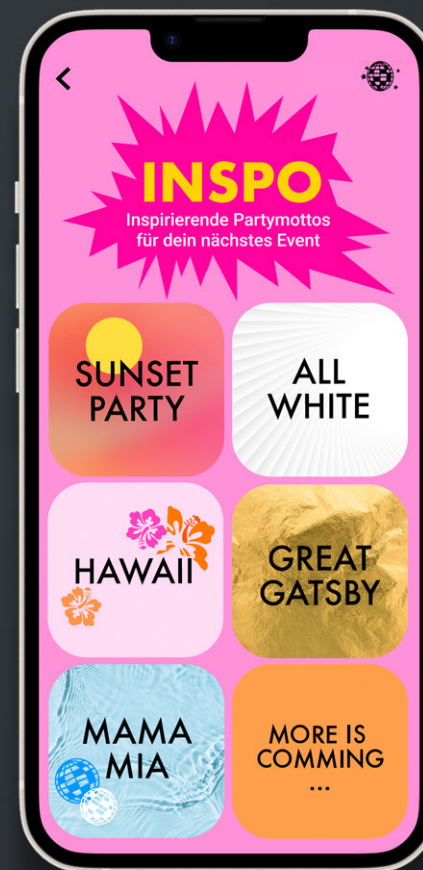 INSPO
Inspirierende Partymottos
für dein nächstes Event
SUNSET
PARTY
ALL
WHITE
HAWAII
GREAT
GATSBY
MAMA
MIA
MORE IS
COMMING
...